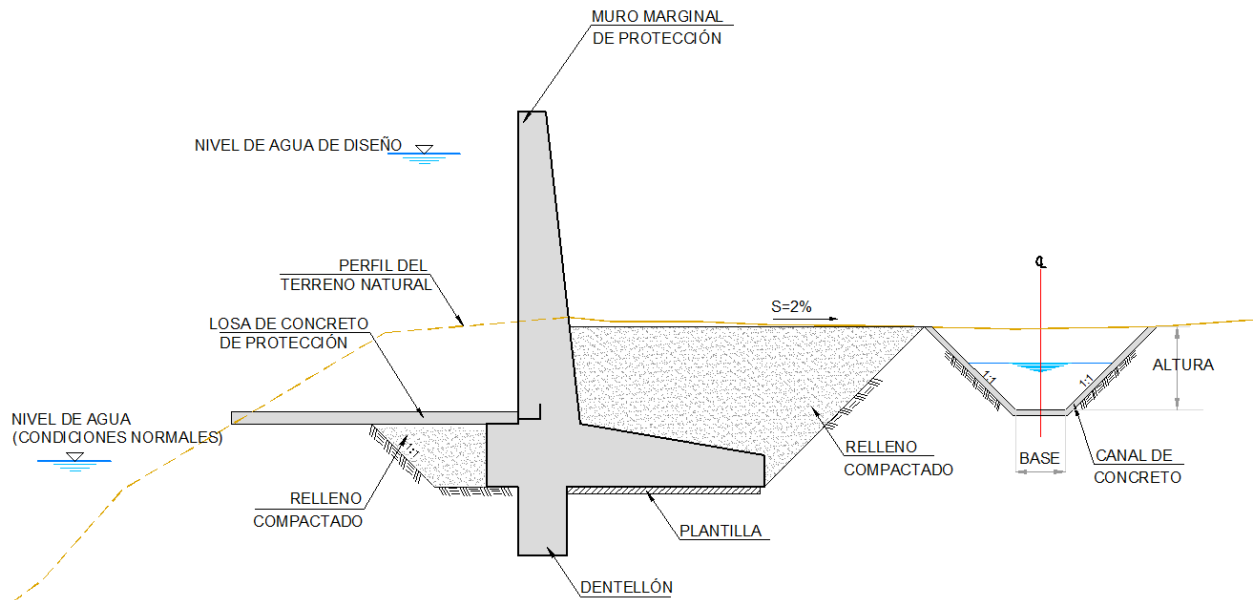 MURO MARGINAL
DE PROTECCIÓN
NIVEL DE AGUA DE DISEÑO
PERFIL DEL
TERRENO NATURAL
S=2%
LOSA DE CONCRETO
DE PROTECCIÓN
ALTURA
1:1
1:1
NIVEL DE AGUA
(CONDICIONES NORMALES)
1:1
RELLENO
COMPACTADO
BASE
CANAL DE
CONCRETO
RELLENO
COMPACTADO
PLANTILLA
DENTELLÓN